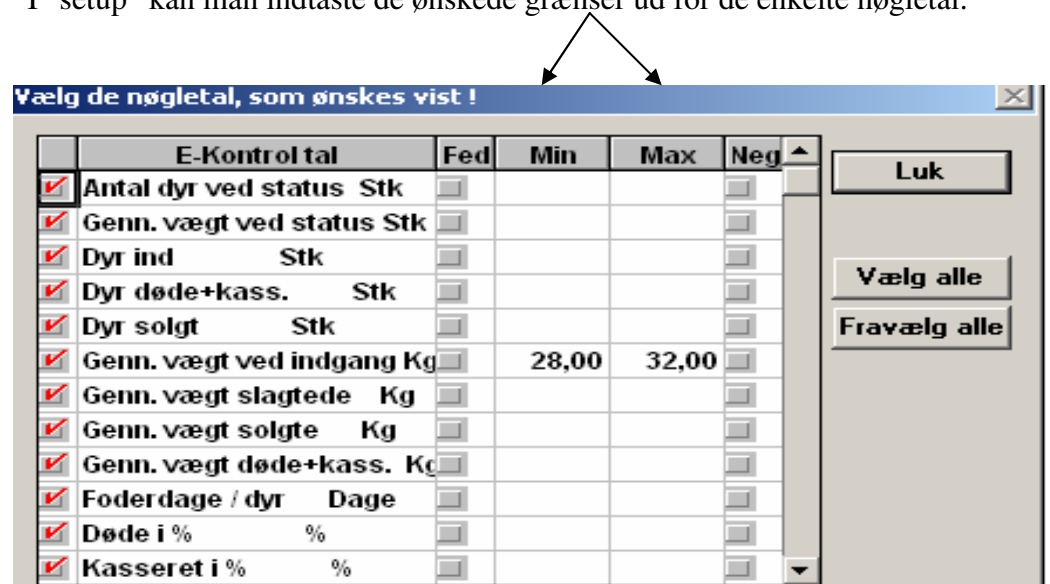 I "setup" kan man indtaste de ønskede grænser ud for de enkelte nøgletal.
Vælg de nøgletal, som ønskes vist !
E-Kontrol tal Fed Min Max Neg
Antal dyr ved status Stk
Genn. vægt ved status Stk
Dyr ind Stk
Dyr døde+kass. Stk
Dyr solgt Stk
Genn. vægt ved indgang Kg 28,00 32,00
Genn. vægt slagtede Kg
Genn. vægt solgte Kg
Genn. vægt døde+kass. Kg
Foderdage / dyr Dage
Døde i % %
Kasseret i % %
Luk
Vælg alle
Fravælg alle